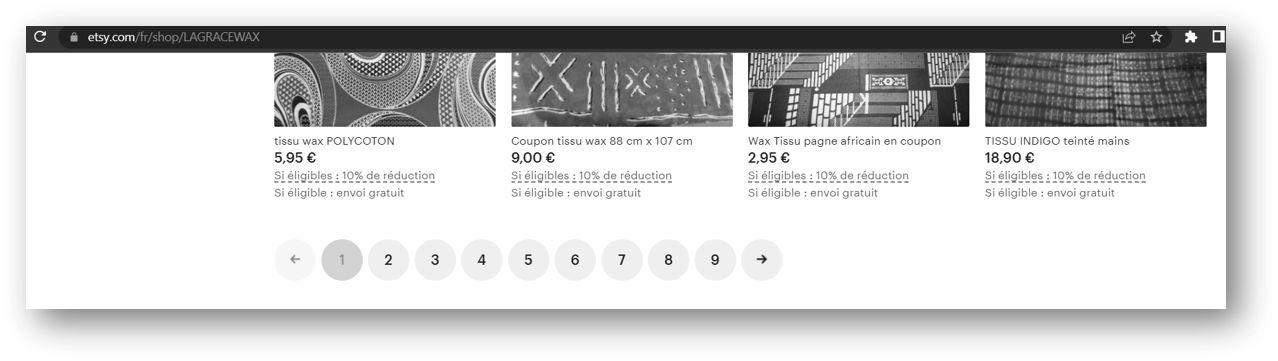 etsy.com/fr/shop/LAGRACEWAX
tissu wax POLYCOTON
5,95 €
Si éligibles : 10% de réduction
Si éligible : envoi gratuit
Coupon tissu wax 88 cm x 107 cm
9,00 €
Si éligibles : 10% de réduction
Si éligible : envoi gratuit
Wax Tissu pagne africain en coupon
2,95 €
Si éligibles : 10% de réduction
Si éligible : envoi gratuit
TISSU INDIGO teinté mains
18,90 €
Si éligibles : 10% de réduction
Si éligible : envoi gratuit
← 1 2 3 4 5 6 7 8 9 →